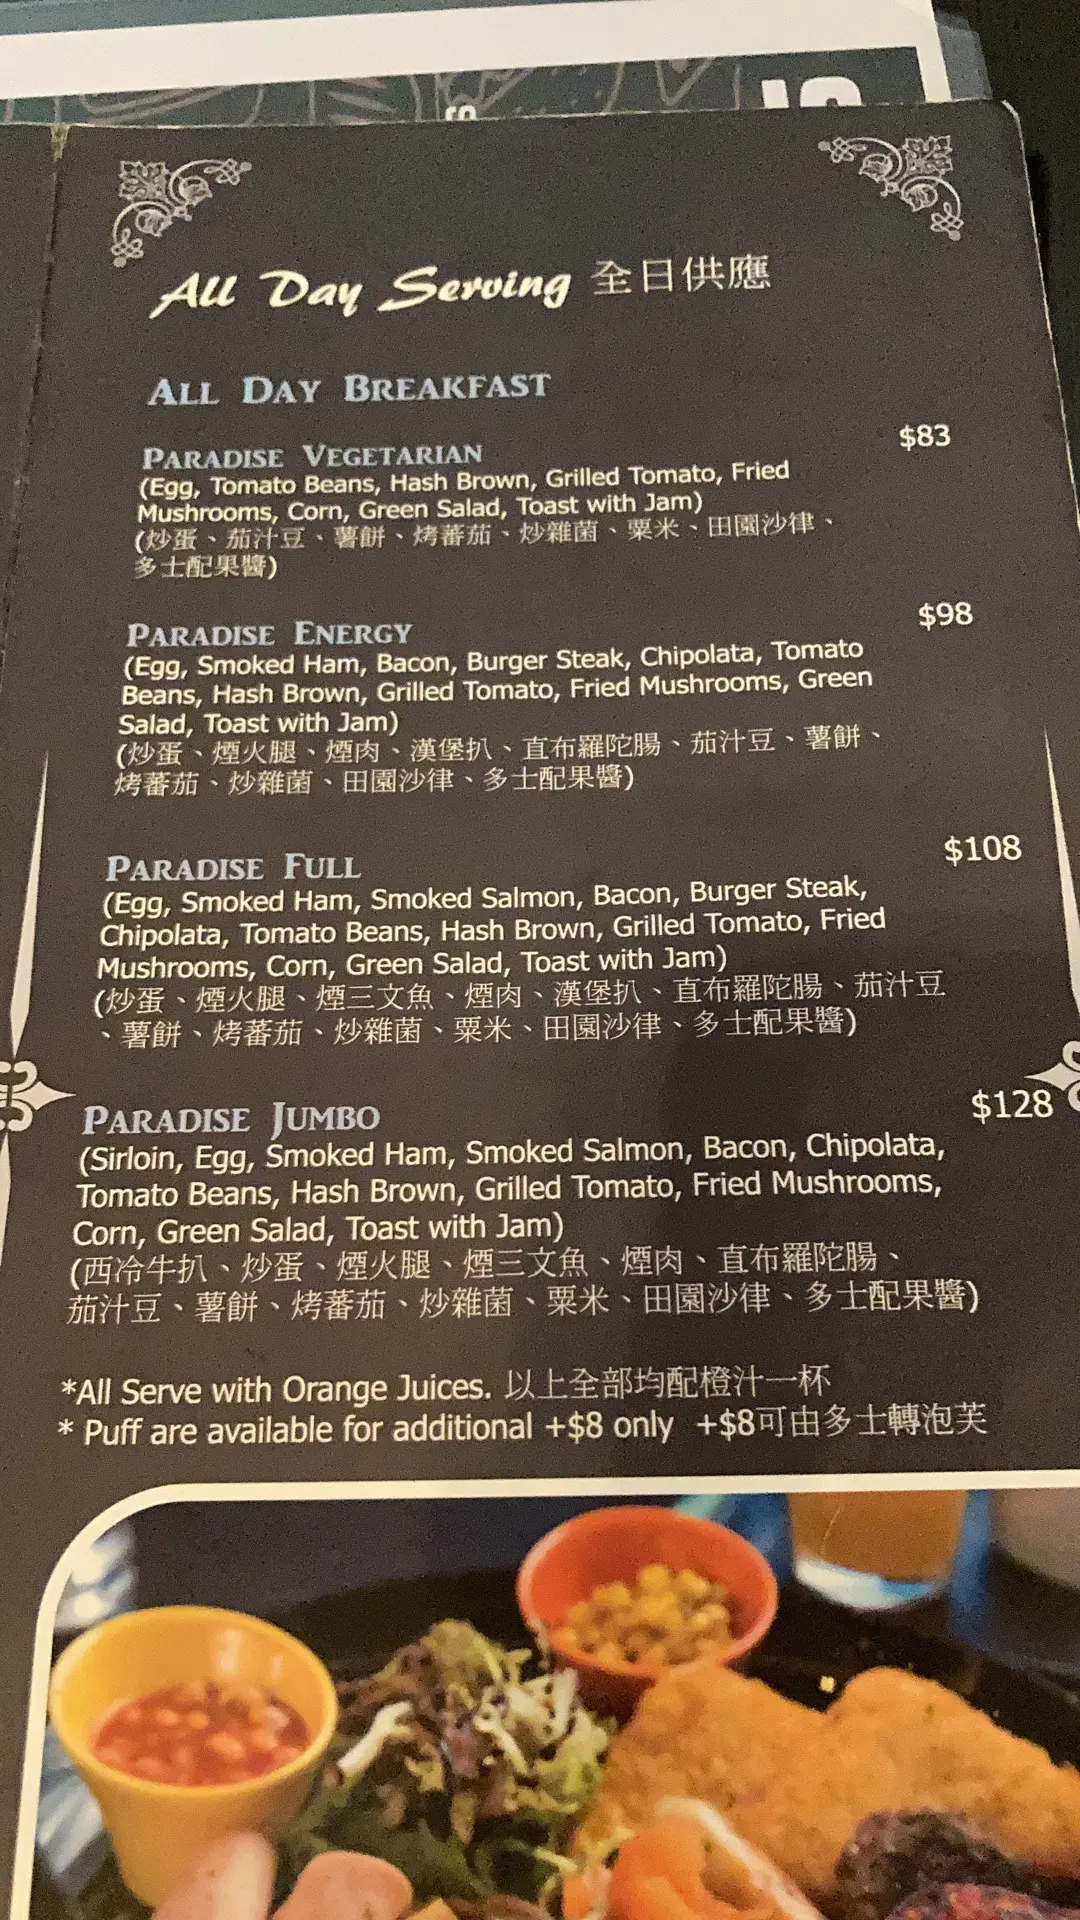 All Day Serving 全日供應
ALL DAY BREAKFAST
PARADISE VEGETARIAN
$83
(Egg, Tomato Beans, Hash Brown, Grilled Tomato, Fried
Mushrooms, Corn, Green Salad, Toast with Jam)
(炒蛋、茄汁豆、薯餅、烤蕃茄、炒雜菌、粟米、田園沙律、
多士配果醬)
PARADISE ENERGY
$98
(Egg, Smoked Ham, Bacon, Burger Steak, Chipolata, Tomato
Beans, Hash Brown, Grilled Tomato, Fried Mushrooms, Green
Salad, Toast with Jam)
(炒蛋、煙火腿、煙肉、漢堡扒、直布羅陀腸、茄汁豆、薯餅、
烤蕃茄、炒雜菌、田園沙律、多士配果醬)
PARADISE FULL
$108
(Egg, Smoked Ham, Smoked Salmon, Bacon, Burger Steak,
Chipolata, Tomato Beans, Hash Brown, Grilled Tomato, Fried
Mushrooms, Corn, Green Salad, Toast with Jam)
(炒蛋、煙火腿、煙三文魚、煙肉、漢堡扒、直布羅陀腸、茄汁豆
、薯餅、烤蕃茄、炒雜菌、粟米、田園沙律、多士配果醬)
PARADISE JUMBO
$128
(Sirloin, Egg, Smoked Ham, Smoked Salmon, Bacon, Chipolata,
Tomato Beans, Hash Brown, Grilled Tomato, Fried Mushrooms,
Corn, Green Salad, Toast with Jam)
(西冷牛扒、炒蛋、煙火腿、煙三文魚、煙肉、直布羅陀腸、
茄汁豆、薯餅、烤蕃茄、炒雜菌、粟米、田園沙律、多士配果醬)
*All Serve with Orange Juices. 以上全部均配橙汁一杯
* Puff are available for additional +$8 only +$8可由多士轉泡芙